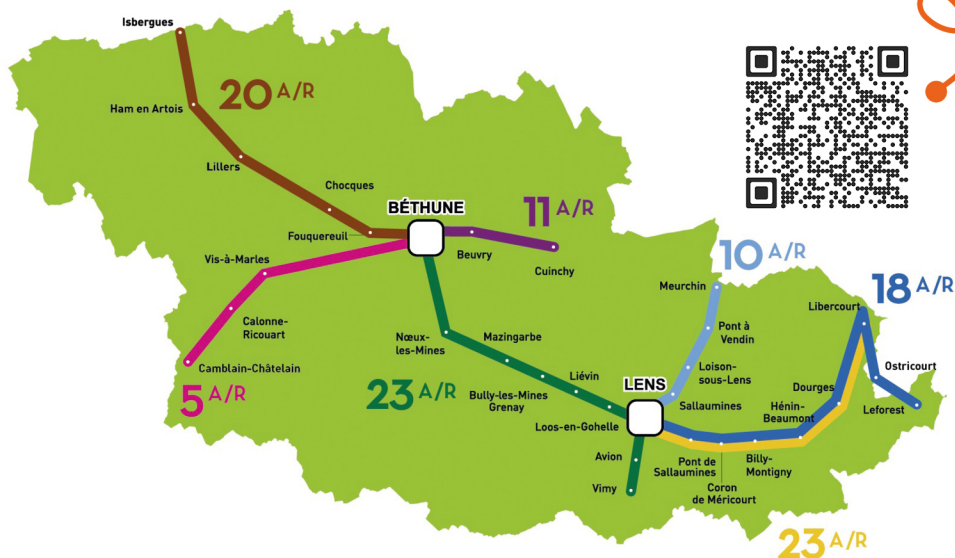 Isbergues
20 A/R
Ham en Artois
Lillers
Chocques
BÉTHUNE
11 A/R
Fouquereuil
Beuvry
Cuinchy
Vis-à-Marles
10 A/R
Meurchin
18 A/R
Libercourt
Calonne-
Ricouart
Nœux-
les-Mines
Mazingarbe
Pont à
Vendin
Camblain-Châtelain
5 A/R
23 A/R
Liévin
Bully-les-Mines
Grenay
LENS
Loison-
sous-Lens
Ostricourt
Dourges
Leforest
Sallaumines
Hénin-
Beaumont
Loos-en-Gohelle
Avion
Vimy
Pont de
Sallaumines
Billy-
Montigny
Coron
de Méricourt
23 A/R